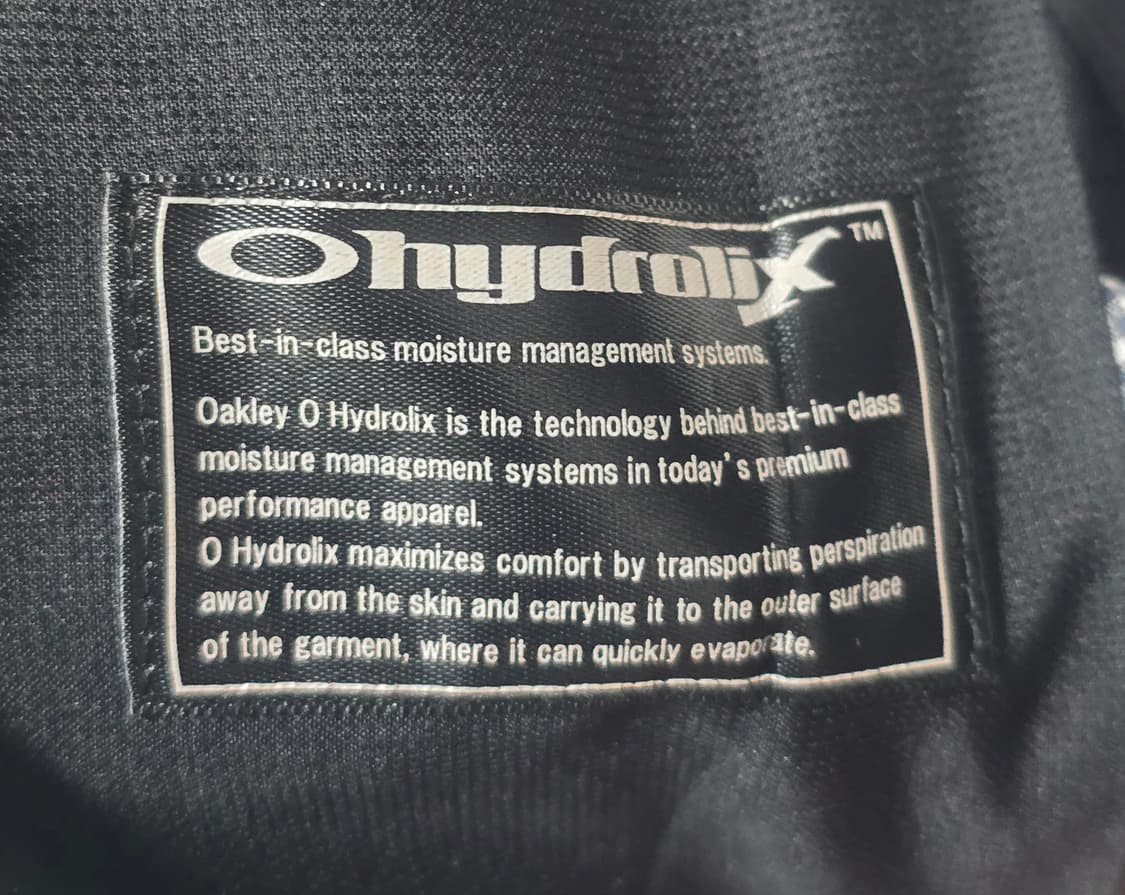 O hydrolix™
Best-in-class moisture management systems.
Oakley O Hydrolix is the technology behind best-in-class
moisture management systems in today's premium
performance apparel.
O Hydrolix maximizes comfort by transporting perspiration
away from the skin and carrying it to the outer surface
of the garment, where it can quickly evaporate.